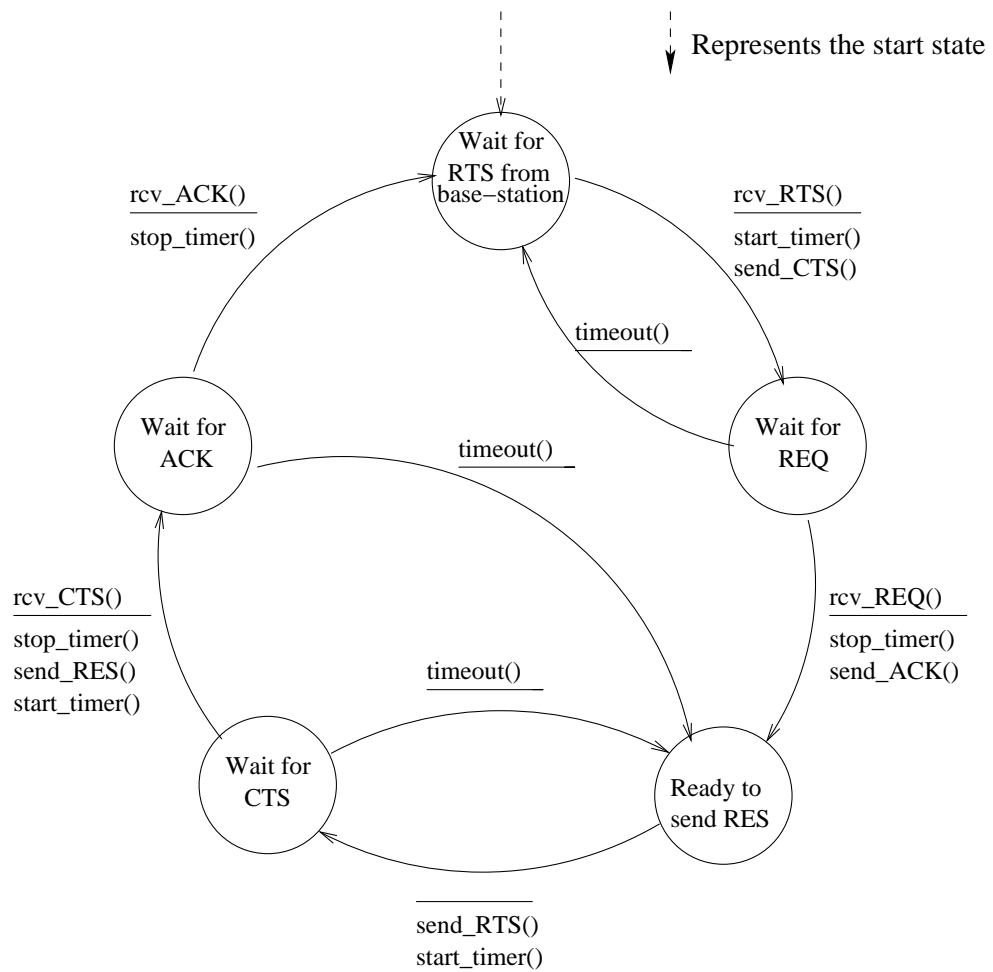 Represents the start state
Wait for
RTS from
base−station
rcv_ACK()
stop_timer()
rcv_RTS()
start_timer()
send_CTS()
timeout()
Wait for
ACK
Wait for
REQ
timeout()
rcv_CTS()
stop_timer()
send_RES()
start_timer()
rcv_REQ()
stop_timer()
send_ACK()
timeout()
Wait for
CTS
Ready to
send RES
send_RTS()
start_timer()